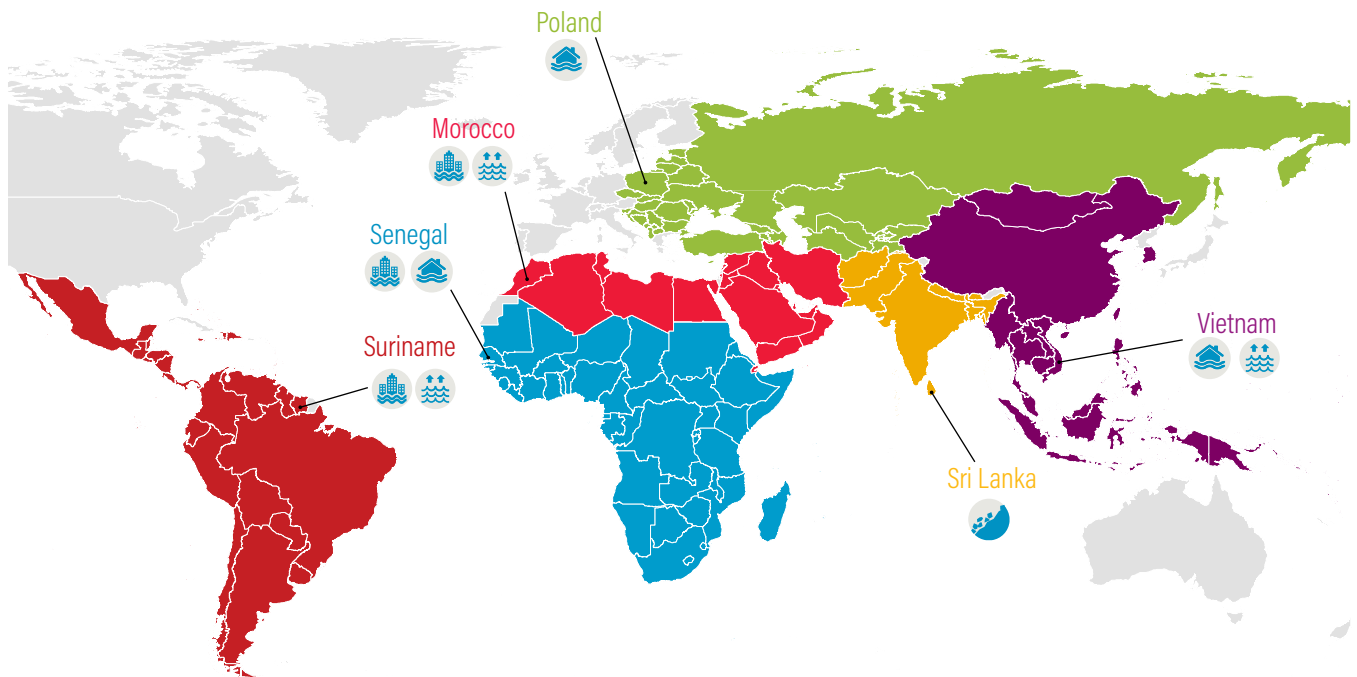 Poland
Morocco
Senegal
Suriname
Vietnam
Sri Lanka